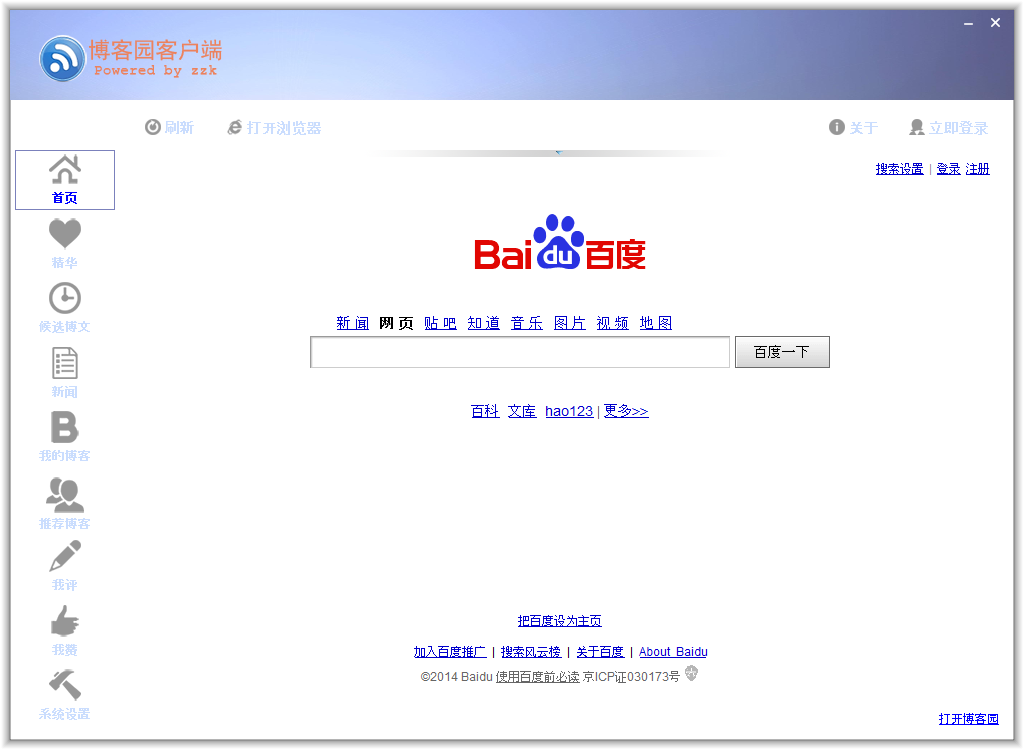 博客园客户端
Powered by zzk
刷新 打开浏览器 关于 立即登录
首页
精华
候选博文
新闻
我的博客
推荐博客
我评
我赞
系统设置
搜索设置 | 登录 注册
Bai du 百度
新 闻 网 页 贴 吧 知 道 音 乐 图 片 视 频 地 图
百度一下
百科 文库 hao123 | 更多>>
把百度设为主页
加入百度推广 | 搜索风云榜 | 关于百度 | About Baidu
©2014 Baidu 使用百度前必读 京ICP证030173号
打开博客园